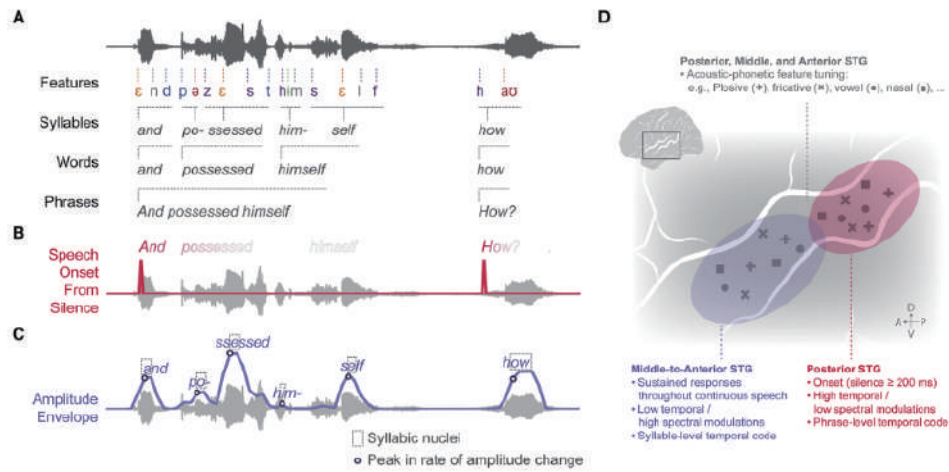 A
Features
ɛ n d p ə z ɛ s t h i m s ɛ l f h aʊ
Syllables
and po- ssessed him- self how
Words
and possessed himself how
Phrases
And possessed himself How?
B
Speech
Onset
From
Silence
And possessed himself How?
C
Amplitude
Envelope
and po- ssessed him- self how
Syllabic nuclei
Peak in rate of amplitude change
D
Posterior, Middle, and Anterior STG
• Acoustic-phonetic feature tuning:
e.g., Plosive (+), fricative (×), vowel (●), nasal (■), ...
D
A P
V
Middle-to-Anterior STG
• Sustained responses
throughout continuous speech
• Low temporal /
high spectral modulations
• Syllable-level temporal code
Posterior STG
• Onset (silence ≥ 200 ms)
• High temporal /
low spectral modulations
• Phrase-level temporal code